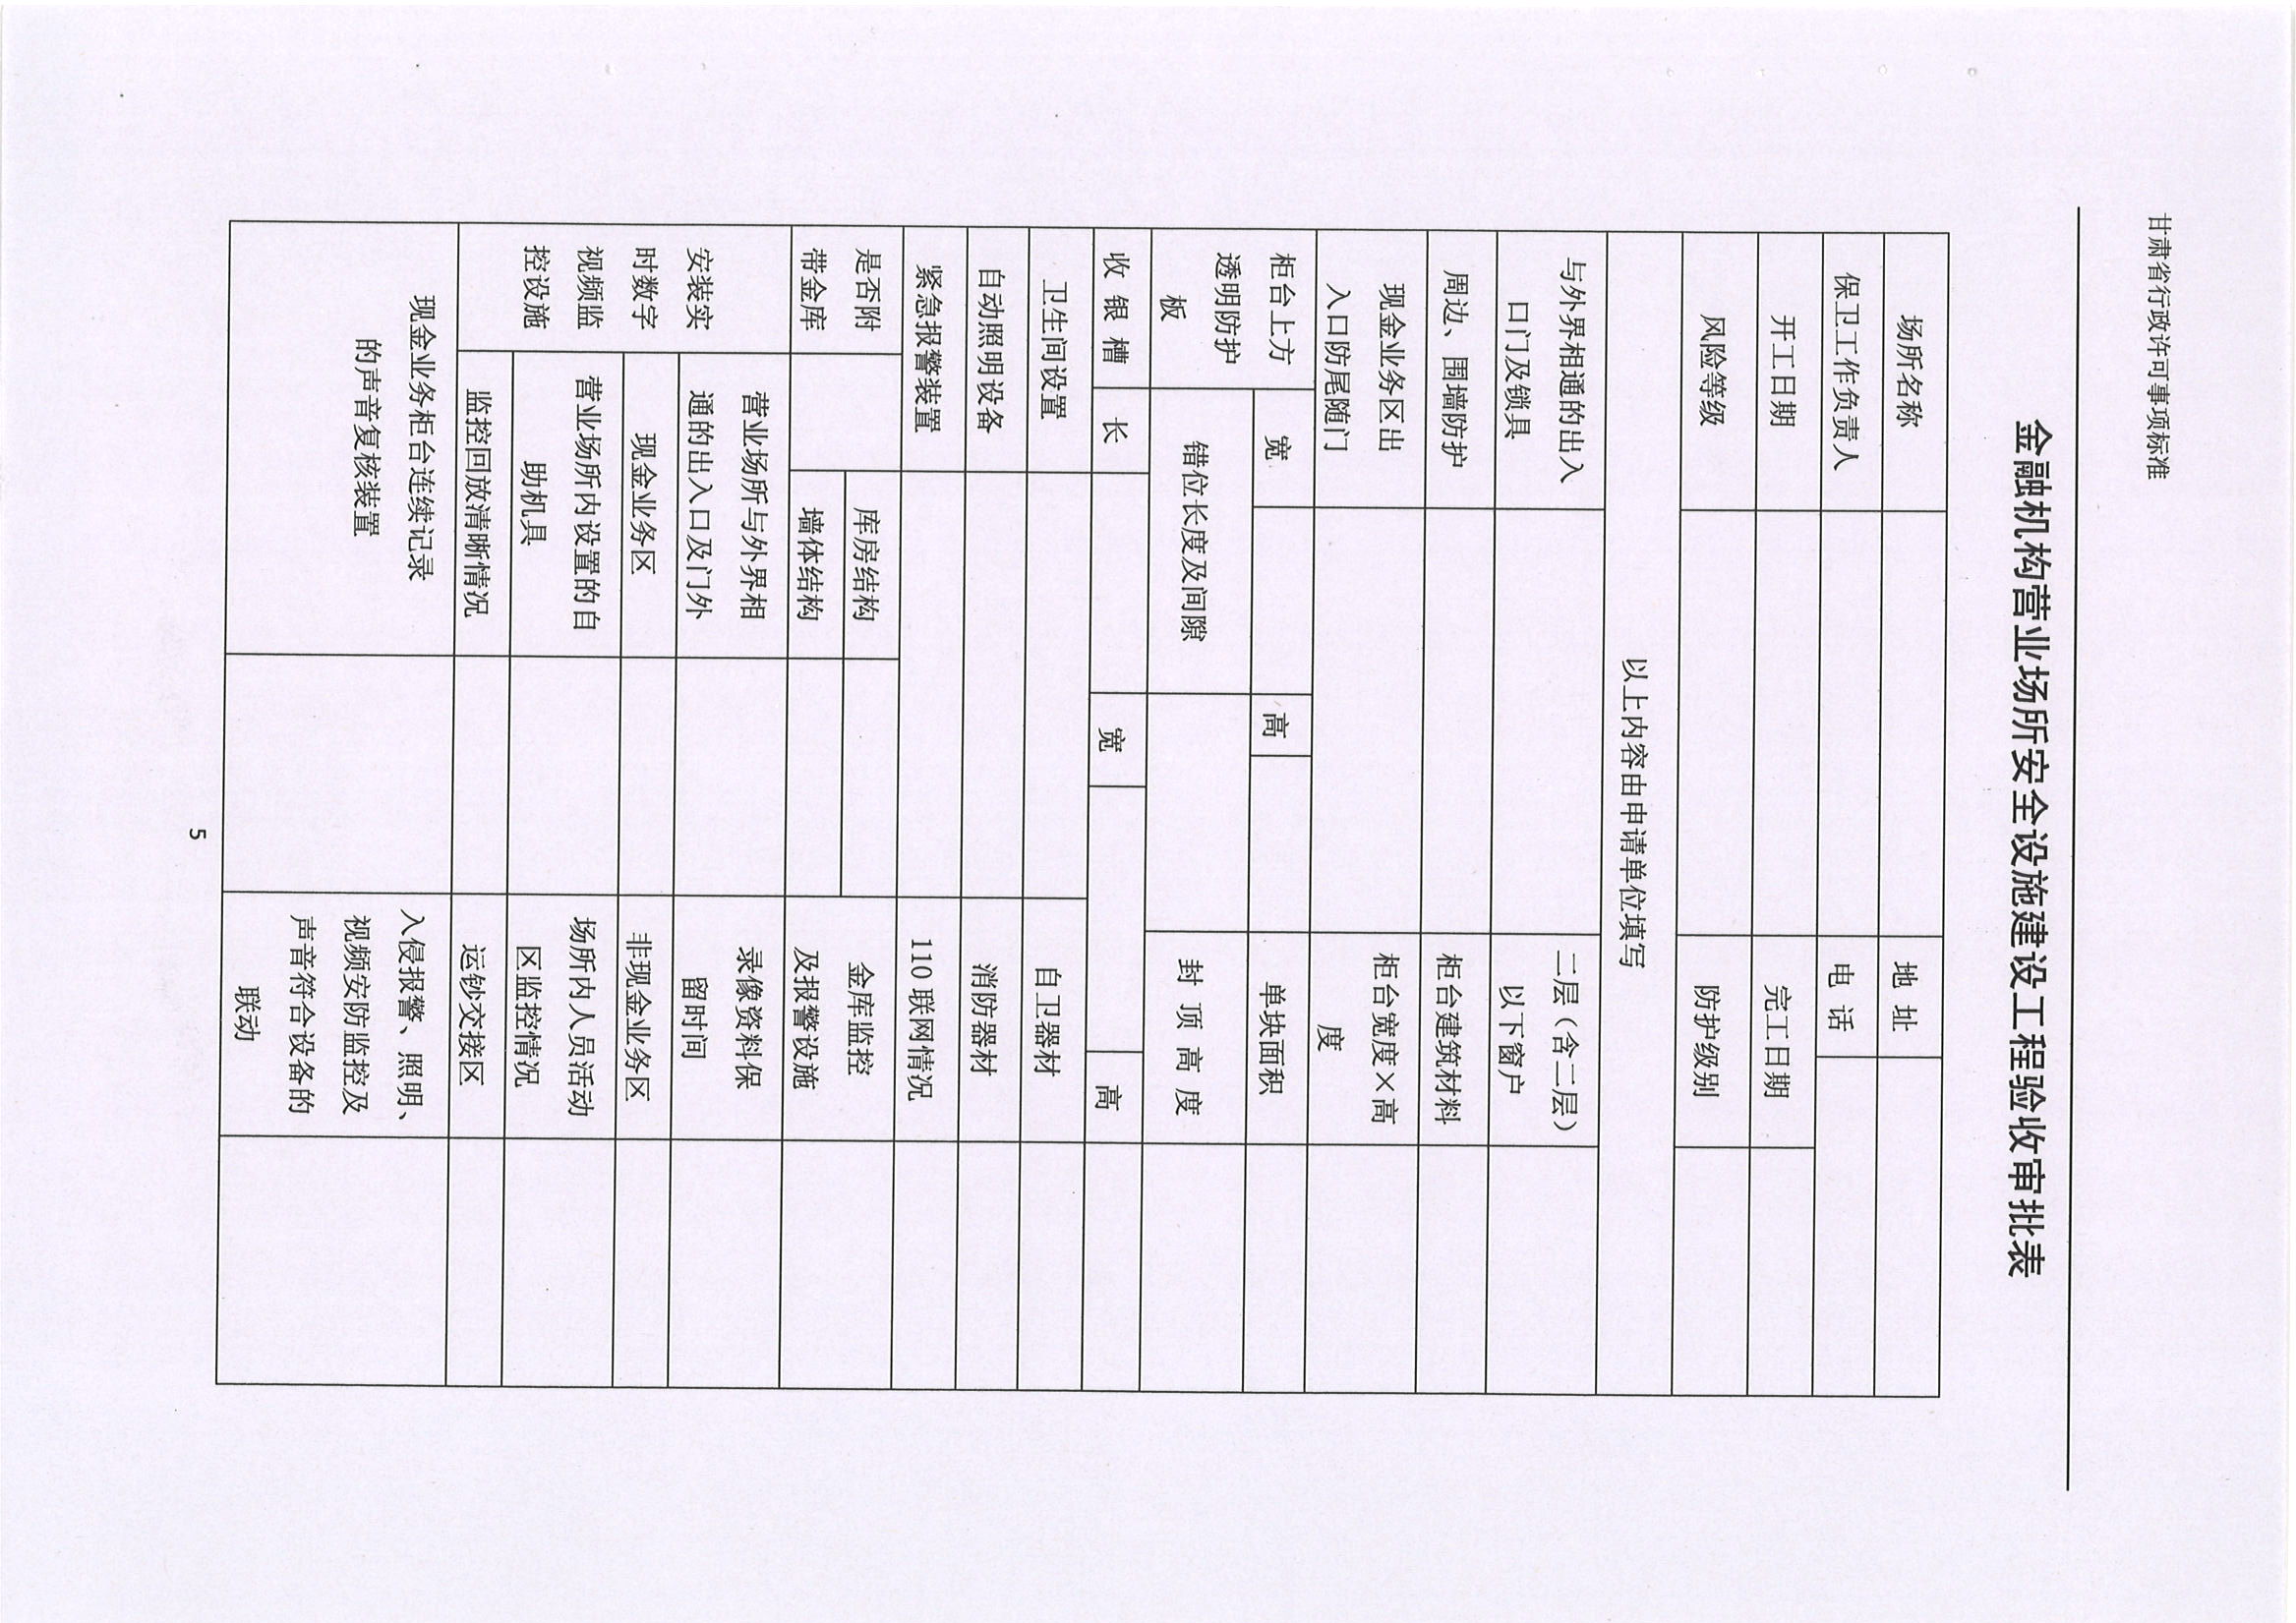 甘肃省行政许可事项标准
金融机构营业场所安全设施建设工程验收审批表
场所名称
地 址
保卫工作负责人
电 话
开工日期
完工日期
风险等级
防护级别
以上内容由申请单位填写
与外界相通的出入
口门及锁具
二层（含二层）
以下窗户
周边、围墙防护
柜台建筑材料
现金业务区出
入口防尾随门
柜台宽度×高
度
柜台上方
透明防护
板
宽
高
单块面积
错位长度及间隙
封 顶 高 度
收 银 槽
长
宽
高
卫生间设置
自卫器材
自动照明设备
消防器材
紧急报警装置
110 联网情况
是否附
带金库
库房结构
墙体结构
金库监控
及报警设施
安装实
时数字
视频监
控设施
营业场所与外界相
通的出入口及门外
录像资料保
留时间
现金业务区
非现金业务区
营业场所内设置的自
助机具
场所内人员活动
区监控情况
监控回放清晰情况
运钞交接区
现金业务柜台连续记录
的声音复核装置
入侵报警、照明、
视频安防监控及
声音符合设备的
联动
5